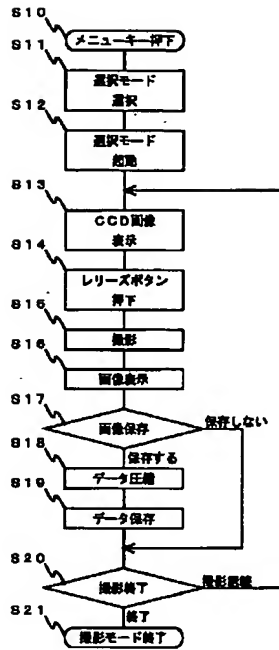 S10
メニューキー押下
S11
選択モード
選択
S12
選択モード
起動
S13
CCD画像
表示
S14
レリーズボタン
押下
S15
撮影
S16
画像表示
S17
画像保存
保存しない
保存する
S18
データ圧縮
S19
データ保存
S20
撮影終了
撮影継続
終了
S21
撮影モード終了